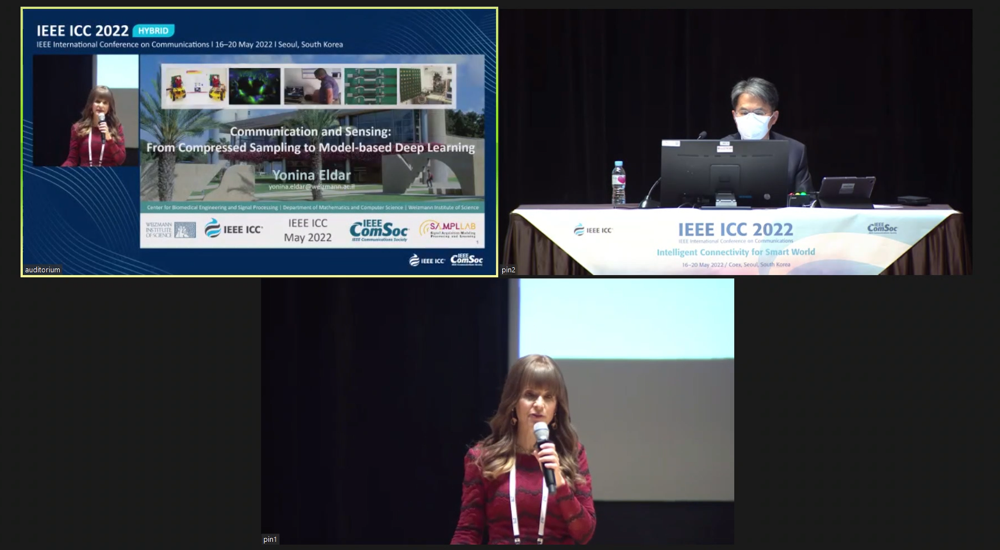 IEEE ICC 2022 HYBRID
IEEE International Conference on Communications | 16–20 May 2022 | Seoul, South Korea
Communication and Sensing:
From Compressed Sampling to Model-based Deep Learning
Yonina Eldar
yonina.eldar@weizmann.ac.il
Center for Biomedical Engineering and Signal Processing | Department of Mathematics and Computer Science | Weizmann Institute of Science
WEIZMANN
INSTITUTE
OF SCIENCE
IEEE ICC
IEEE ICC
May 2022
IEEE
ComSoc
IEEE Communications Society
SAMPL LAB
Signal Acquisition Modeling
Processing and Learning
1
IEEE ICC
IEEE
ComSoc
IEEE Communications Society
auditorium
IEEE ICC
IEEE ICC 2022
IEEE International Conference on Communications
Intelligent Connectivity for Smart World
16–20 May 2022 / Coex, Seoul, South Korea
IEEE
ComSoc
pin2
pin1